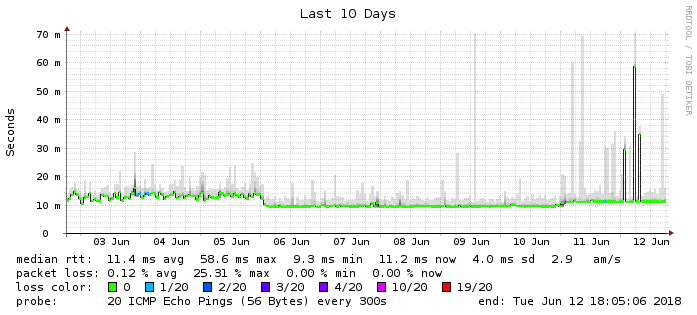 Last 10 Days
RRDTOOL / TOBI OETIKER
Seconds
70 m
60 m
50 m
40 m
30 m
20 m
10 m
0
03 Jun 04 Jun 05 Jun 06 Jun 07 Jun 08 Jun 09 Jun 10 Jun 11 Jun 12 Jun
median rtt: 11.4 ms avg 58.6 ms max 9.3 ms min 11.2 ms now 4.0 ms sd 2.9 am/s
packet loss: 0.12 % avg 25.31 % max 0.00 % min 0.00 % now
loss color: 0 1/20 2/20 3/20 4/20 10/20 19/20
probe: 20 ICMP Echo Pings (56 Bytes) every 300s end: Tue Jun 12 18:05:06 2018